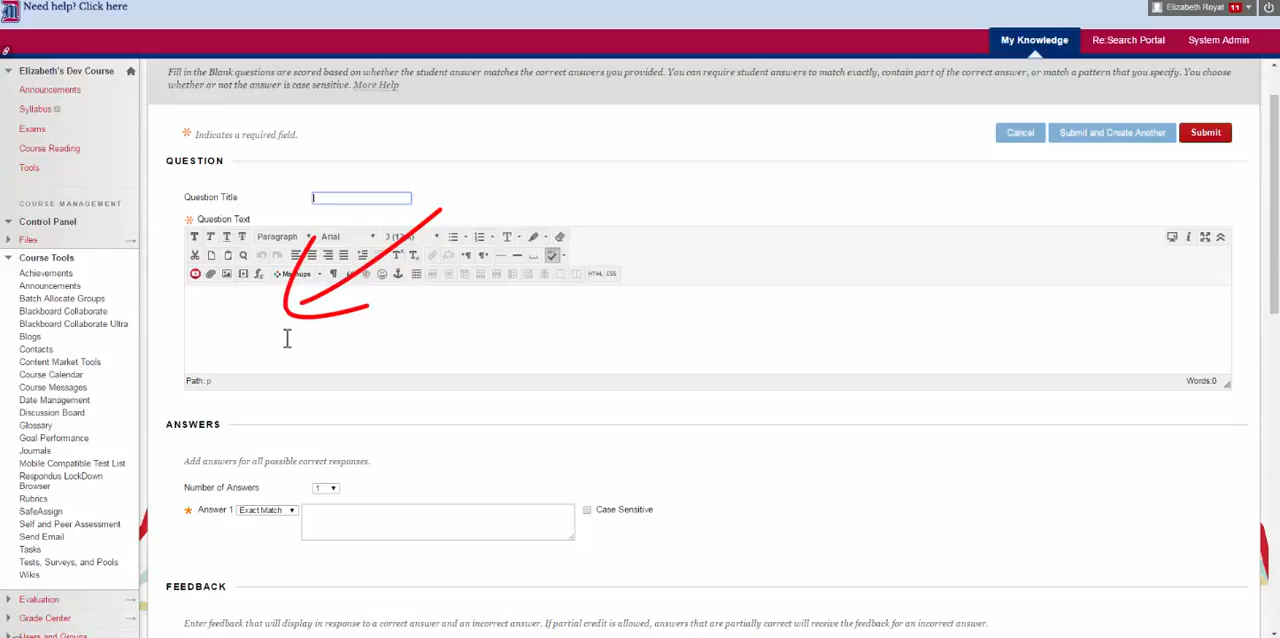 Need help? Click here
Elizabeth Royal 11
My Knowledge Re:Search Portal System Admin
Elizabeth's Dev Course
Announcements
Syllabus
Exams
Course Reading
Tools
COURSE MANAGEMENT
Control Panel
Files
Course Tools
Achievements
Announcements
Batch Allocate Groups
Blackboard Collaborate
Blackboard Collaborate Ultra
Blogs
Contacts
Content Market Tools
Course Calendar
Course Messages
Date Management
Discussion Board
Glossary
Goal Performance
Journals
Mobile Compatible Test List
Respondus LockDown
Browser
Rubrics
SafeAssign
Self and Peer Assessment
Send Email
Tasks
Tests, Surveys, and Pools
Wikis
Evaluation
Grade Center
Users and Groups
Fill in the Blank questions are scored based on whether the student answer matches the correct answers you provided. You can require student answers to match exactly, contain part of the correct answer, or match a pattern that you specify. You choose
whether or not the answer is case sensitive. More Help
Indicates a required field.
Cancel Submit and Create Another Submit
QUESTION
Question Title
Question Text
Paragraph Arial
Mashups HTML CSS
Path: p Words:0
ANSWERS
Add answers for all possible correct responses.
Number of Answers 1
Answer 1 Exact Match Case Sensitive
FEEDBACK
Enter feedback that will display in response to a correct answer and an incorrect answer. If partial credit is allowed, answers that are partially correct will receive the feedback for an incorrect answer.